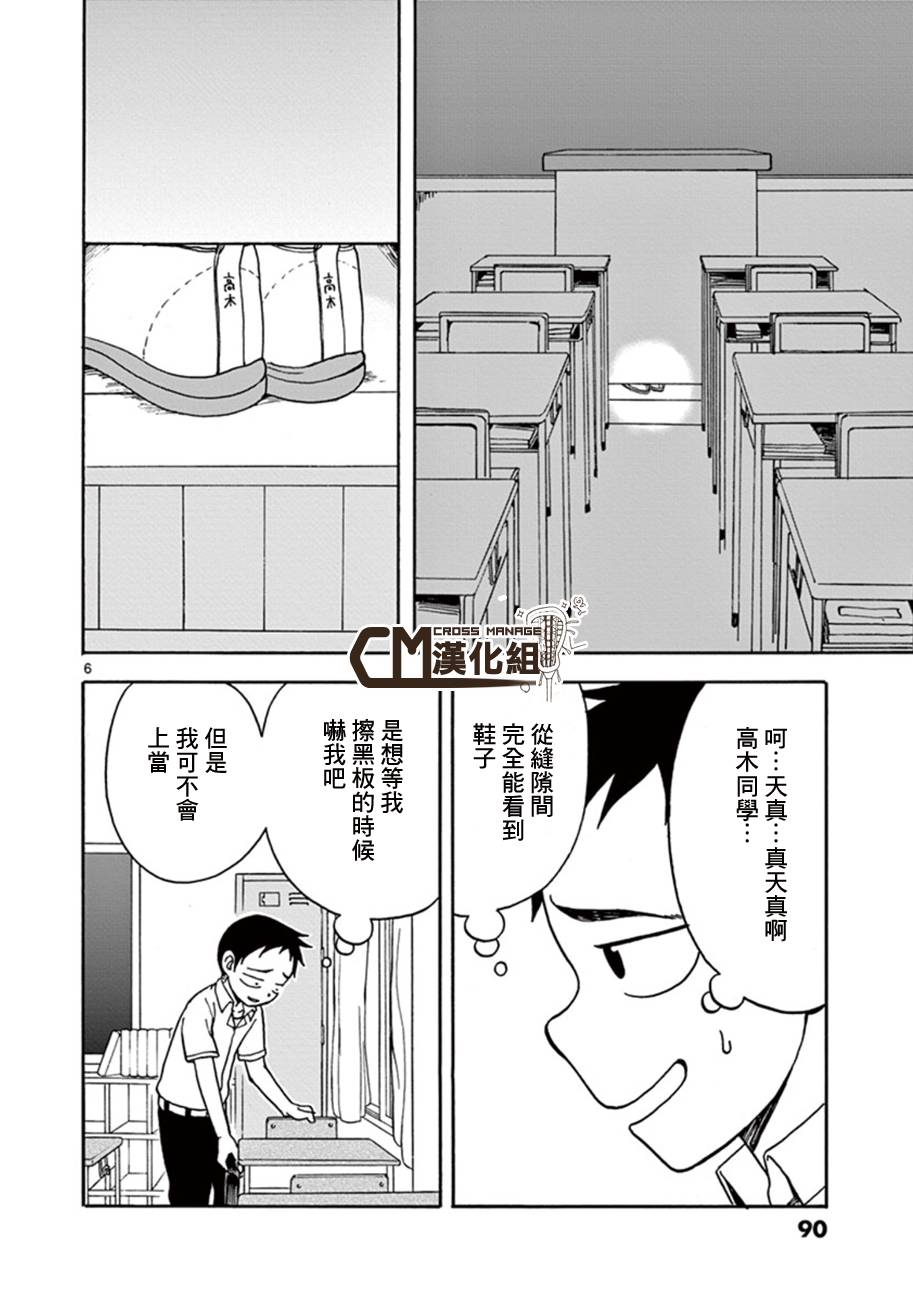 高木
高木
6
CM
CROSS MANAGE
漢化組
呵…天真…真天真啊
高木同學…
從縫隙間
完全能看到
鞋子
是想等我
擦黑板的時候
嚇我吧
但是
我可不會
上當
90